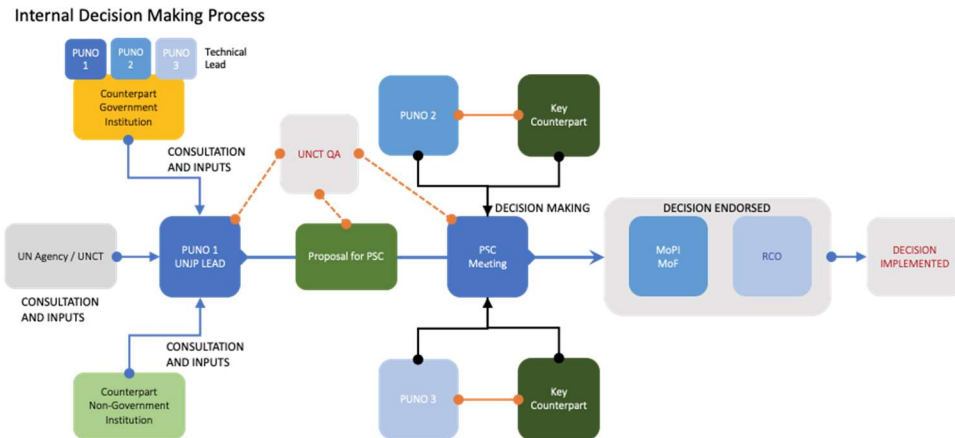 Internal Decision Making Process
PUNO
1
PUNO
2
PUNO
3
Technical
Lead
Counterpart
Government
Institution
CONSULTATION
AND INPUTS
UNCT QA
PUNO 2
Key
Counterpart
DECISION MAKING
UN Agency / UNCT
CONSULTATION
AND INPUTS
PUNO 1
UNJP LEAD
Proposal for PSC
PSC
Meeting
DECISION ENDORSED
MoPI
MoF
RCO
DECISION
IMPLEMENTED
CONSULTATION
AND INPUTS
Counterpart
Non-Government
Institution
PUNO 3
Key
Counterpart